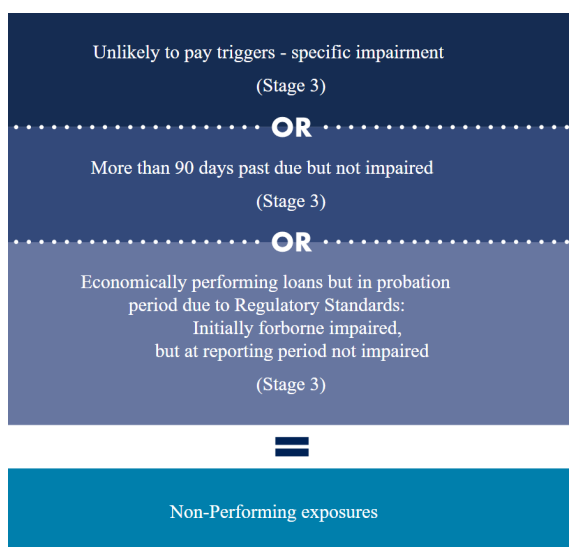 Unlikely to pay triggers - specific impairment
(Stage 3)
OR
More than 90 days past due but not impaired
(Stage 3)
OR
Economically performing loans but in probation
period due to Regulatory Standards:
Initially forborne impaired,
but at reporting period not impaired
(Stage 3)
=
Non-Performing exposures